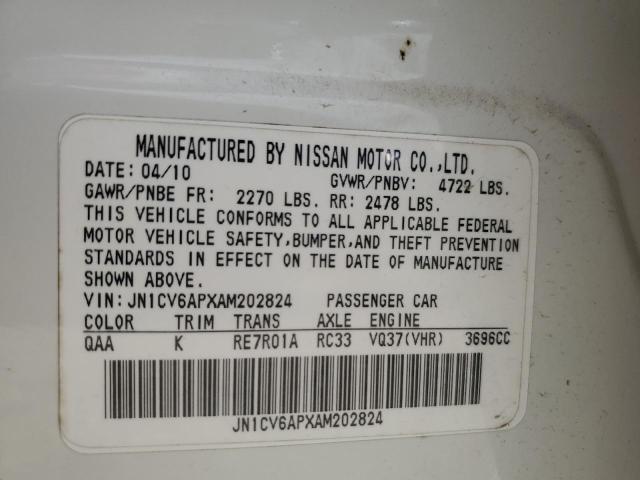 MANUFACTURED BY NISSAN MOTOR CO.,LTD.
DATE: 04/10 GVWR/PNBV: 4722 LBS.
GAWR/PNBE FR: 2270 LBS. RR: 2478 LBS.
THIS VEHICLE CONFORMS TO ALL APPLICABLE FEDERAL
MOTOR VEHICLE SAFETY,BUMPER,AND THEFT PREVENTION
STANDARDS IN EFFECT ON THE DATE OF MANUFACTURE
SHOWN ABOVE.
VIN: JN1CV6APXAM202824 PASSENGER CAR
COLOR TRIM TRANS AXLE ENGINE
QAA K RE7R01A RC33 VQ37(VHR) 3696CC
JN1CV6APXAM202824